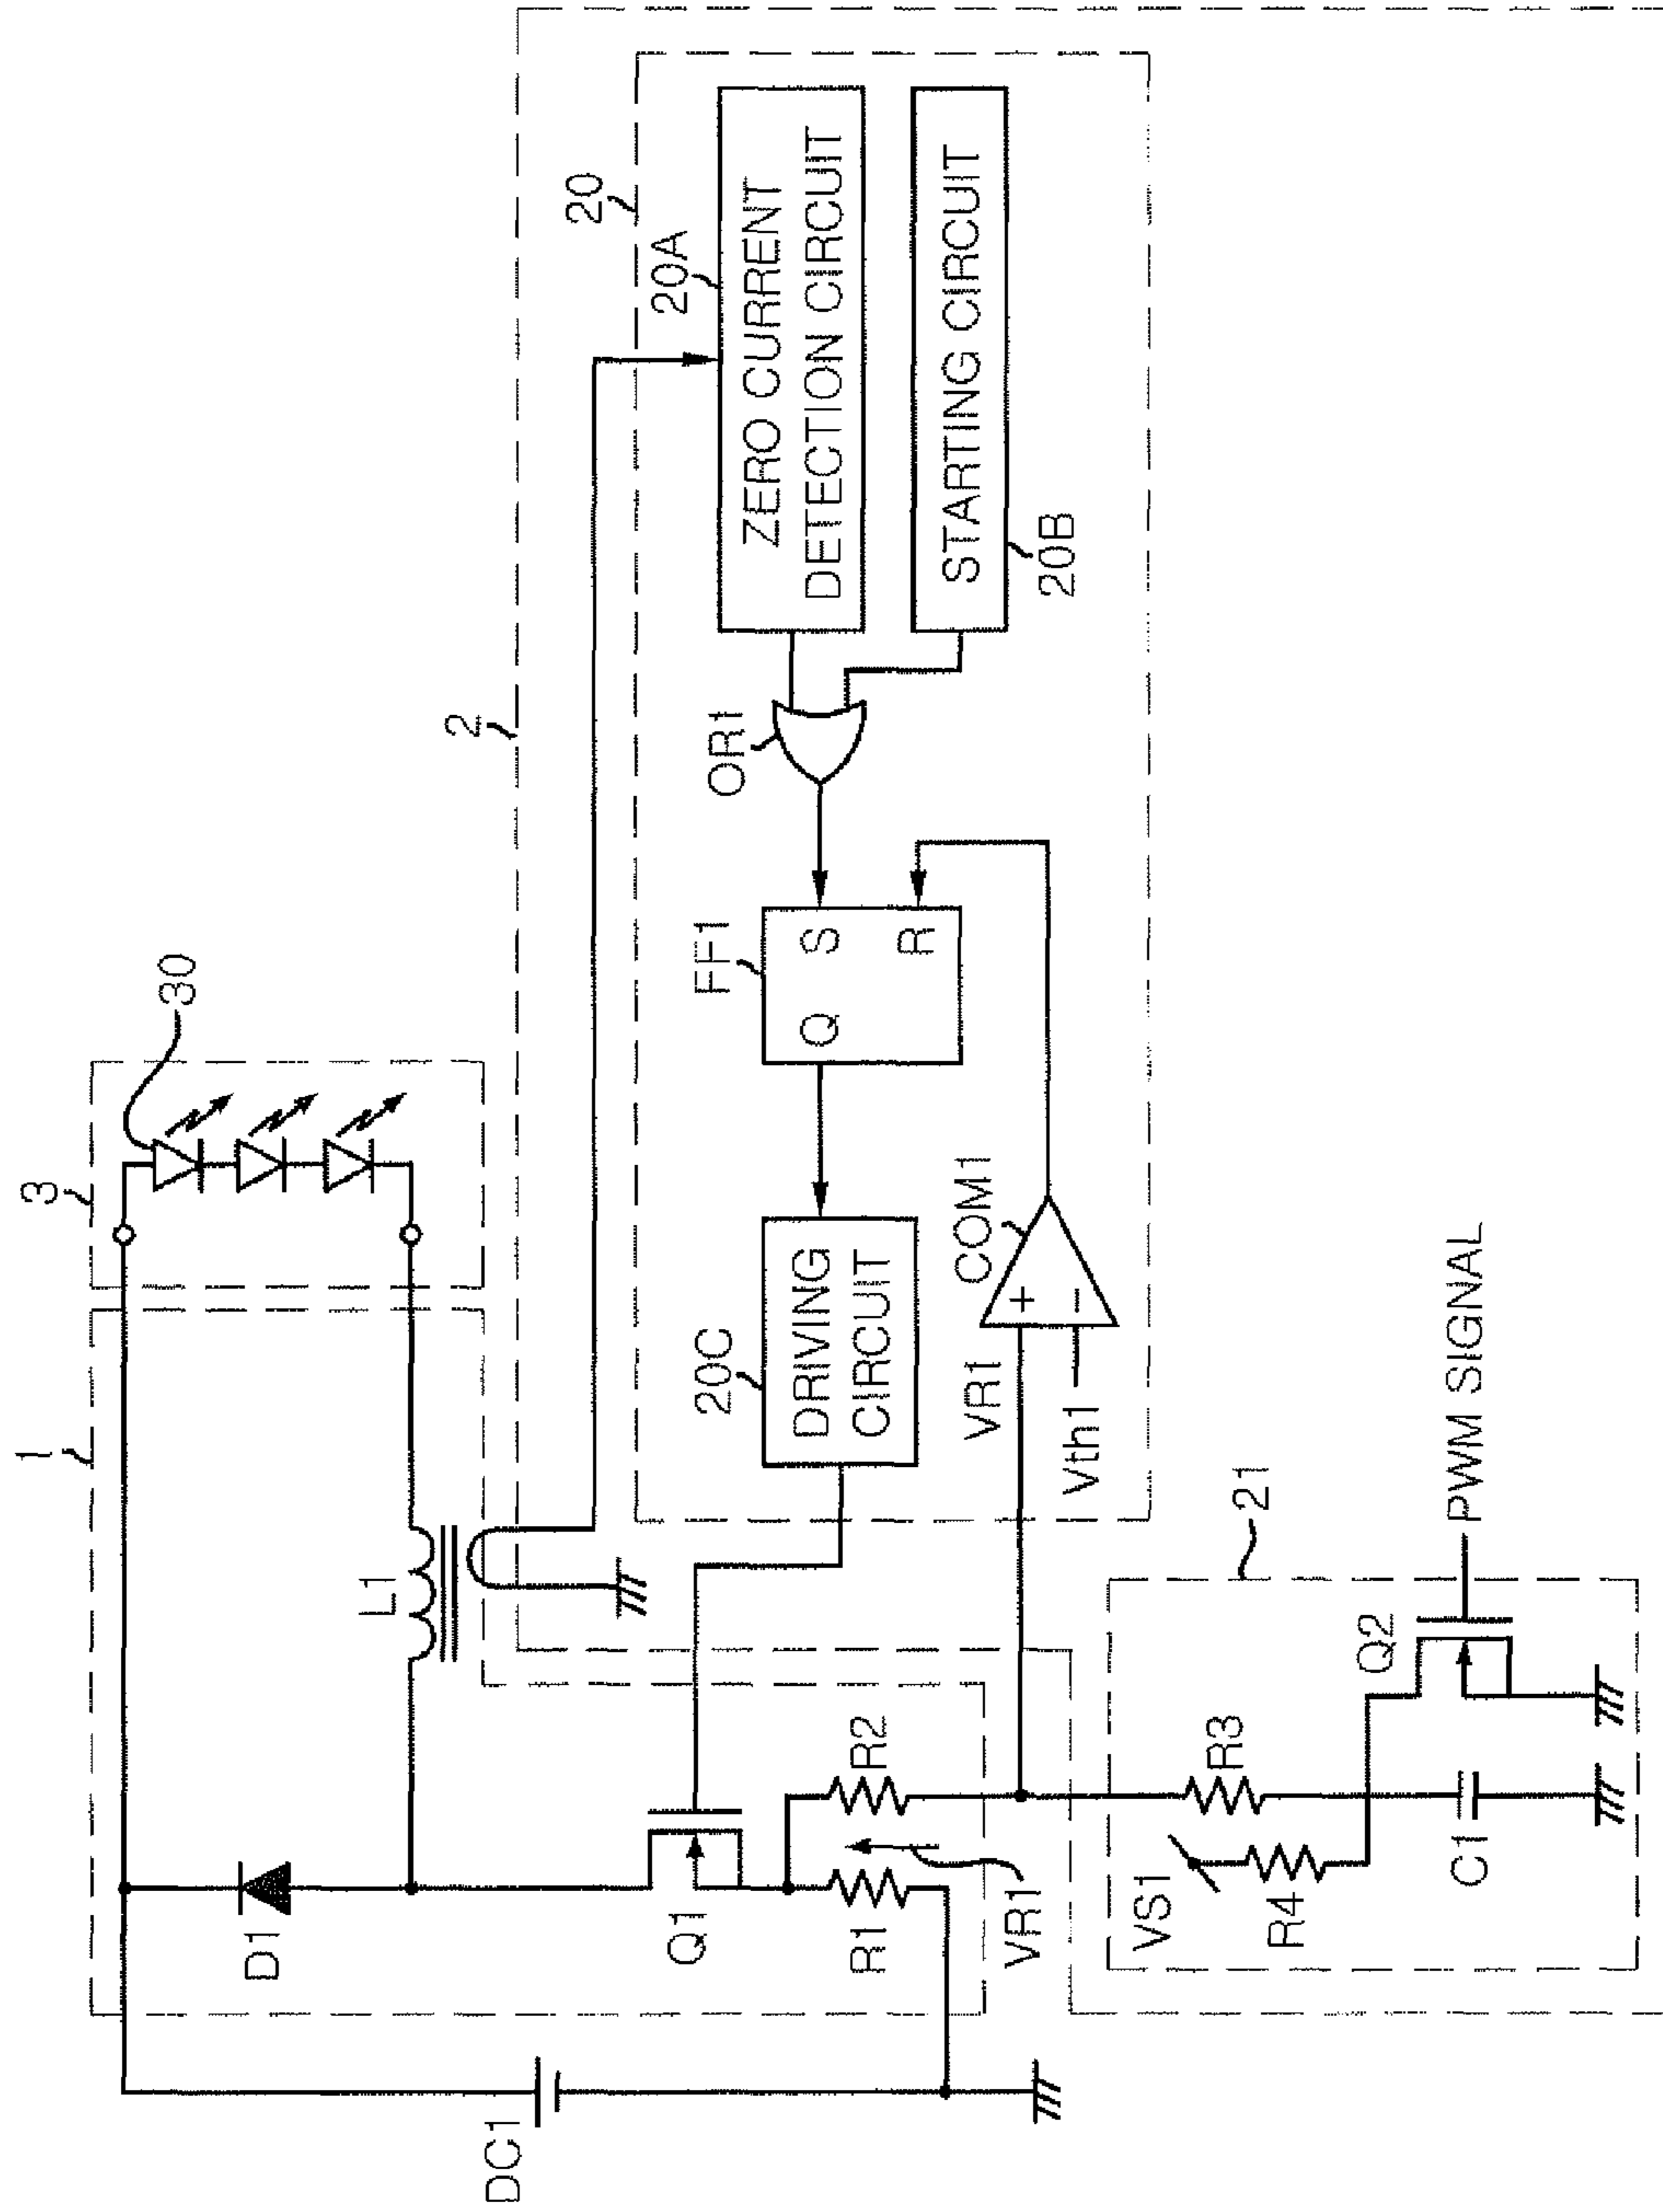 1
3
30
DC1
D1
L1
Q1
R1
R2
VR1
2
20
20A
ZERO CURRENT
DETECTION CIRCUIT
STARTING CIRCUIT
20B
OR1
FF1
Q
S
R
20C
DRIVING
CIRCUIT
COM1
+
−
VR1
Vth1
21
PWM SIGNAL
Q2
R3
VS1
R4
C1